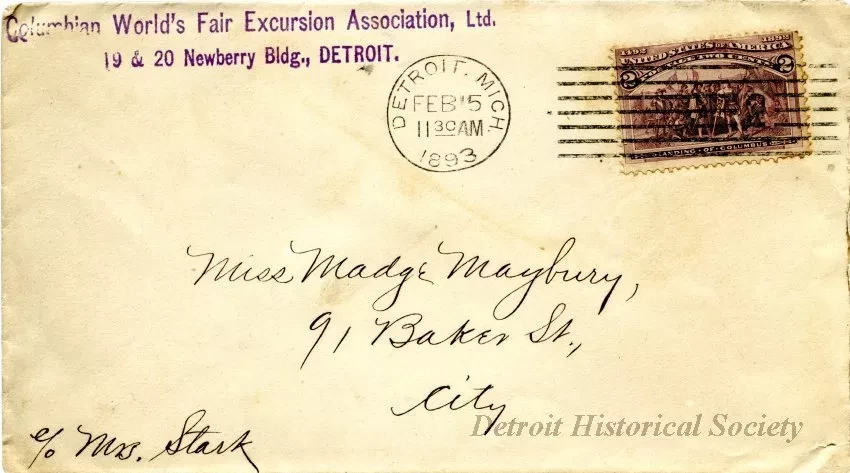 Columbian World's Fair Excursion Association, Ltd.
19 & 20 Newberry Bldg., DETROIT.
DETROIT, MICH
FEB 15
11 30 AM
1893
1492 1892
UNITED STATES OF AMERICA
POSTAGE TWO CENTS
2 2
LANDING OF COLUMBUS
Miss Madge Maybury,
91 Baker St.,
City
c/o Mrs. Stark
Detroit Historical Society